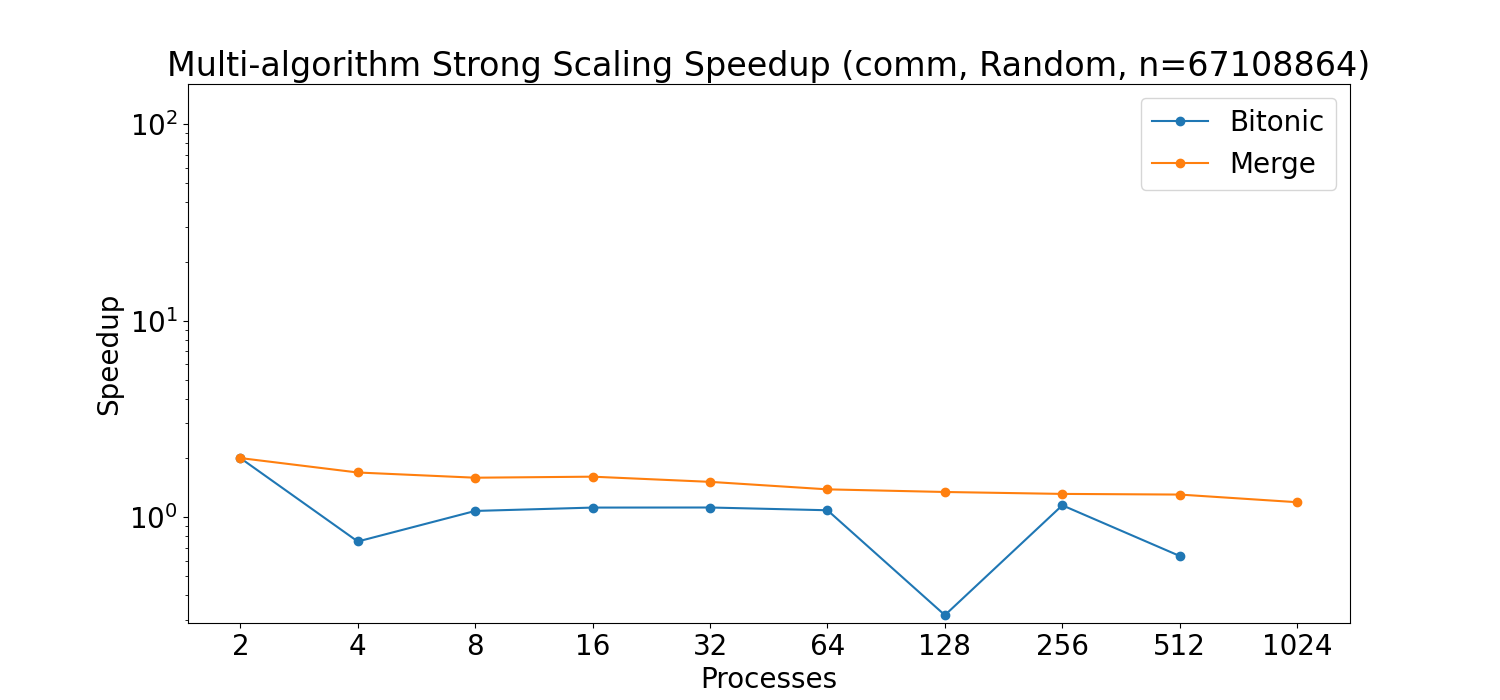 Multi-algorithm Strong Scaling Speedup (comm, Random, n=67108864)
Bitonic
Merge
10²
10¹
10⁰
Speedup
2 4 8 16 32 64 128 256 512 1024
Processes